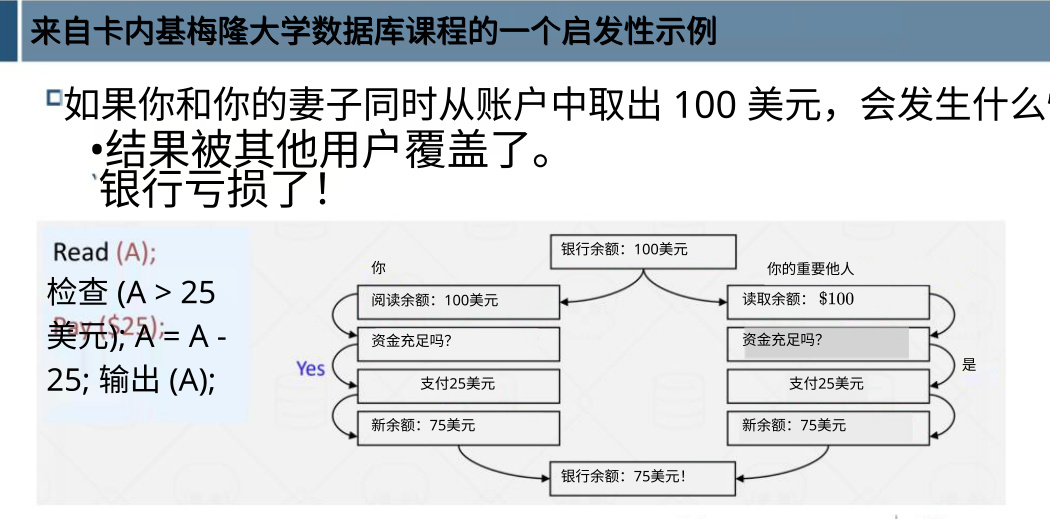 来自卡内基梅隆大学数据库课程的一个启发性示例
如果你和你的妻子同时从账户中取出 100 美元，会发生什么
•结果被其他用户覆盖了。
银行亏损了！
Read (A);
检查 (A > 25
Pay ($25);
美元); A = A -
25; 输出 (A);
银行余额：100美元
你
你的重要他人
阅读余额：100美元
读取余额： $100
资金充足吗？
资金充足吗？
Yes
是
支付25美元
支付25美元
新余额：75美元
新余额：75美元
银行余额：75美元！